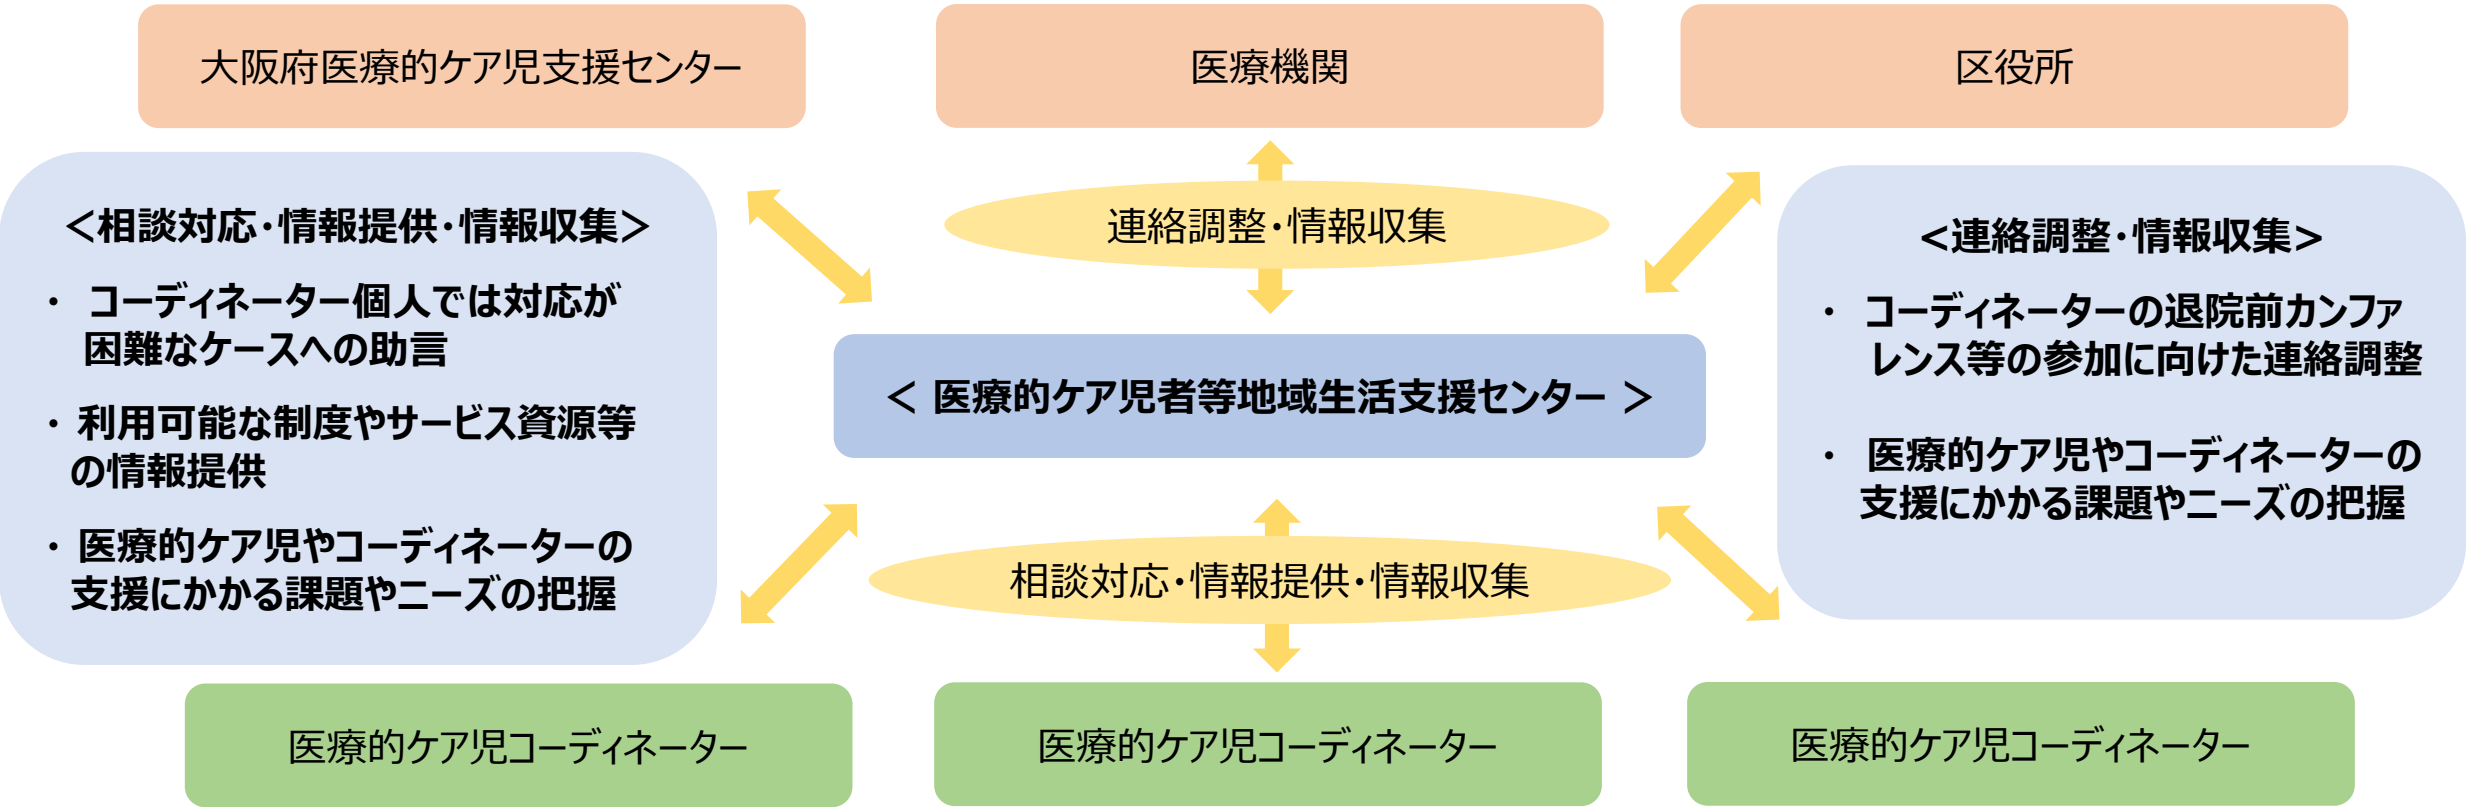 大阪府医療的ケア児支援センター
医療機関
区役所
＜相談対応・情報提供・情報収集＞
・ コーディネーター個人では対応が
困難なケースへの助言
・ 利用可能な制度やサービス資源等
の情報提供
・ 医療的ケア児やコーディネーターの
支援にかかる課題やニーズの把握
連絡調整・情報収集
＜ 医療的ケア児者等地域生活支援センター ＞
相談対応・情報提供・情報収集
<連絡調整・情報収集>
・ コーディネーターの退院前カンファ
レンス等の参加に向けた連絡調整
・ 医療的ケア児やコーディネーターの
支援にかかる課題やニーズの把握
医療的ケア児コーディネーター
医療的ケア児コーディネーター
医療的ケア児コーディネーター